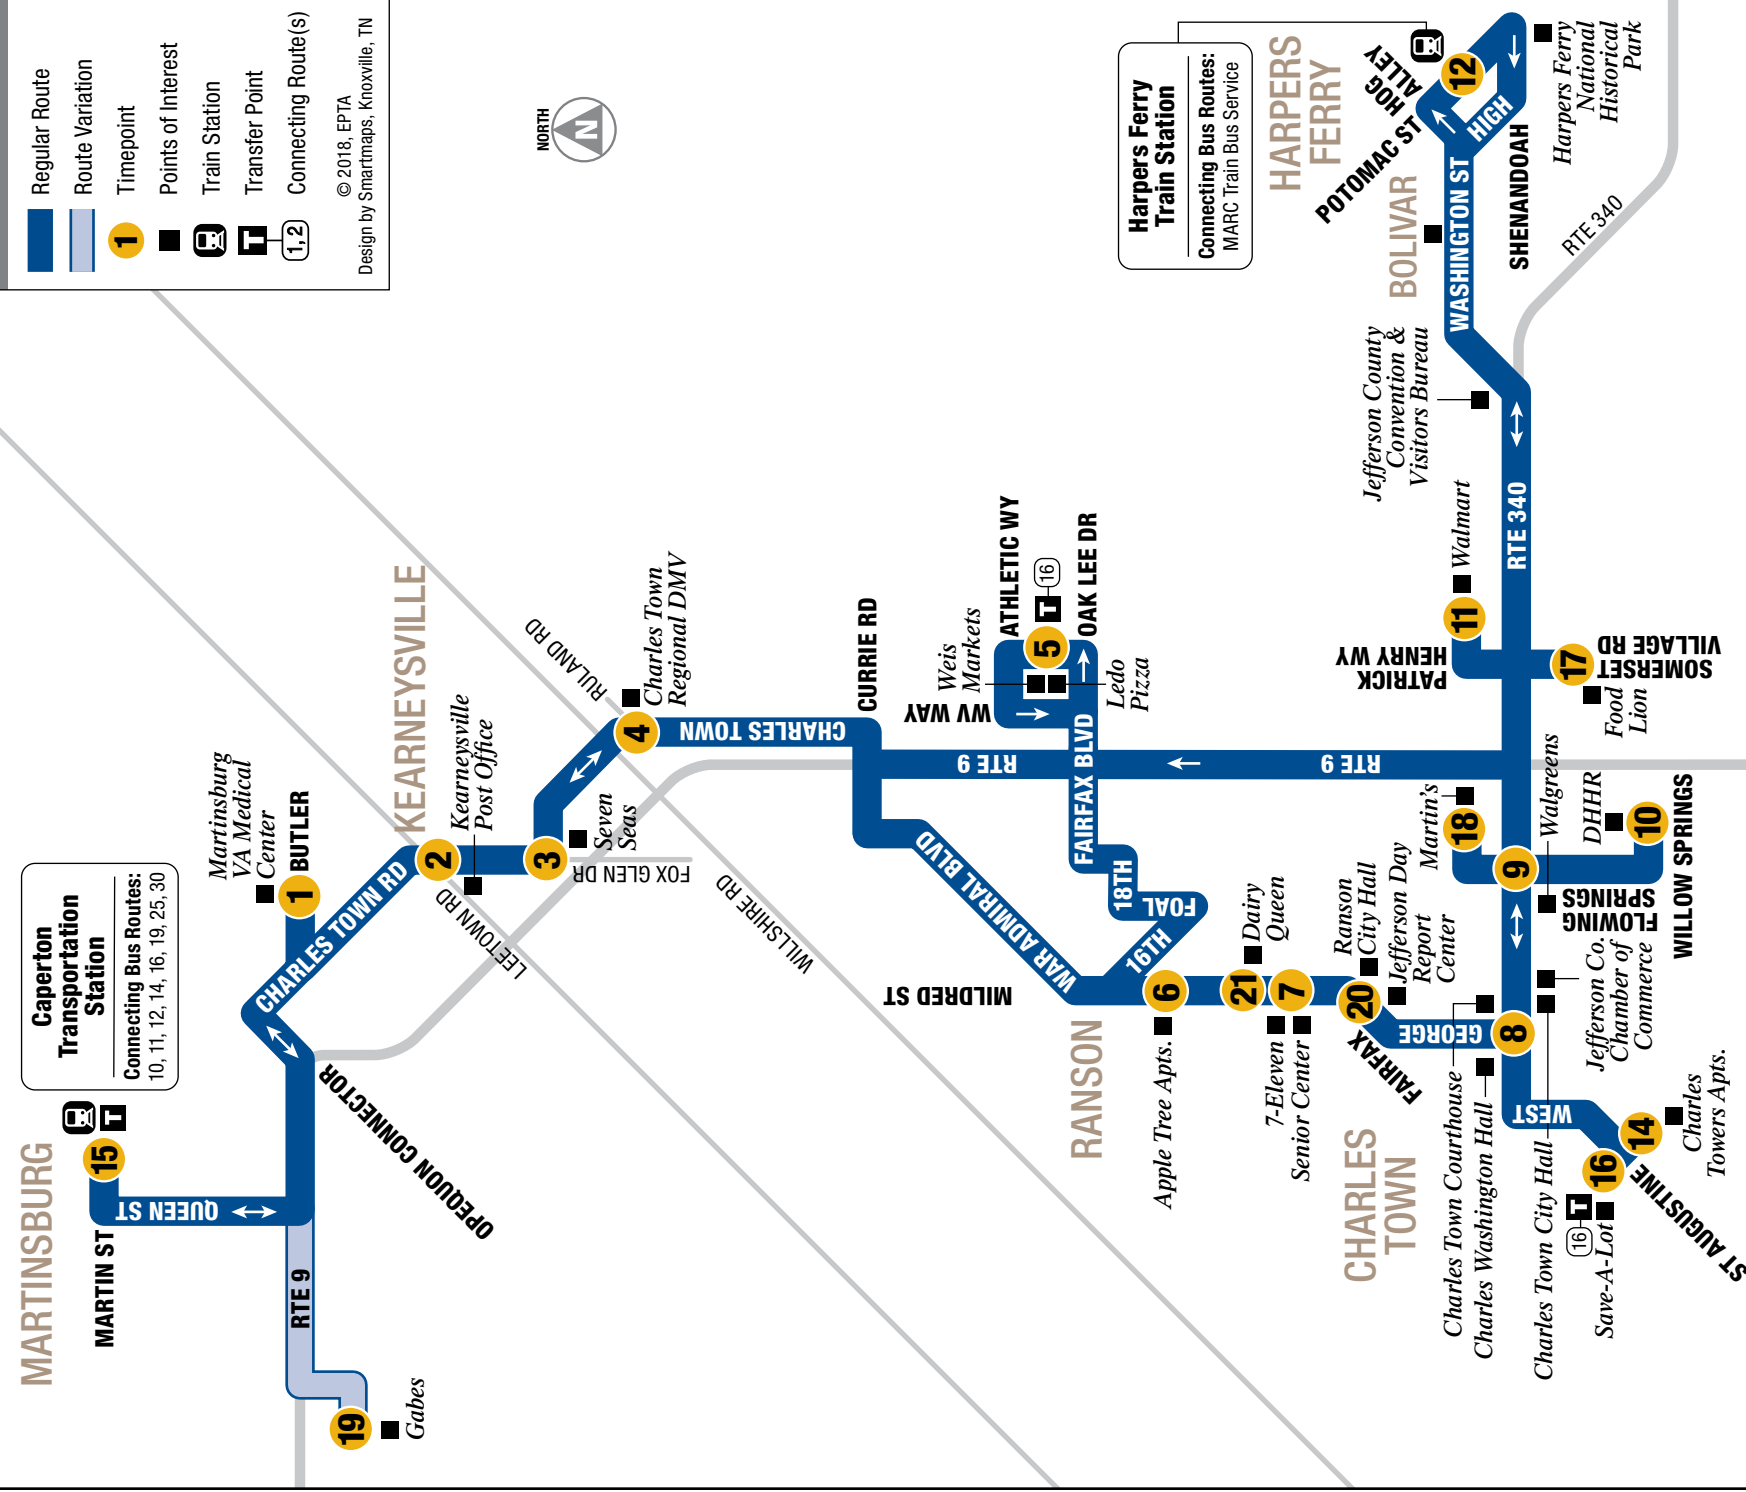 Regular Route
Route Variation
1
Timepoint
Points of Interest
Train Station
T
Transfer Point
1,2
Connecting Route(s)
© 2018, EPTA
Design by Smartmaps, Knoxville, TN
NORTH
N
MARTINSBURG
Caperton
Transportation
Station
Connecting Bus Routes:
10, 11, 12, 14, 16, 19, 25, 30
T
15
MARTIN ST
QUEEN ST
RTE 9
19
Gabes
OPEQUON CONNECTOR
Martinsburg
VA Medical
Center
1
BUTLER
CHARLES TOWN RD
KEARNEYSVILLE
2
LEETOWN RD
Kearneysville
Post Office
3
Seven
Seas
FOX GLEN DR
RULAND RD
WILLSHIRE RD
4
Charles Town
Regional DMV
CHARLES TOWN
CURRIE RD
WAR ADMIRAL BLVD
RTE 9
RTE 9
Weis
Markets
WV WAY
ATHLETIC WY
5
T
16
OAK LEE DR
Ledo
Pizza
FAIRFAX BLVD
18TH
FOAL
16TH
MILDRED ST
RANSON
6
Apple Tree Apts.
21
Dairy
Queen
7
7-Eleven
Senior Center
20
Ranson
City Hall
Jefferson Day
Report
Center
FAIRFAX
GEORGE
CHARLES
TOWN
Charles Town Courthouse
Charles Washington Hall
8
Charles Town City Hall
Jefferson Co.
Chamber of
Commerce
WEST
16
T
16
Save-A-Lot
14
Charles
Towers Apts.
ST AUGUSTINE
Martin's
18
9
Walgreens
DHHR
10
FLOWING
SPRINGS
WILLOW SPRINGS
PATRICK
HENRY WY
11
Walmart
17
SOMERSET
VILLAGE RD
Food
Lion
RTE 340
Jefferson County
Convention &
Visitors Bureau
RTE 340
BOLIVAR
WASHINGTON ST
Harpers Ferry
Train Station
Connecting Bus Routes:
MARC Train Bus Service
HARPERS
FERRY
POTOMAC ST
HOG
ALLEY
12
HIGH
SHENANDOAH
Harpers Ferry
National
Historical
Park